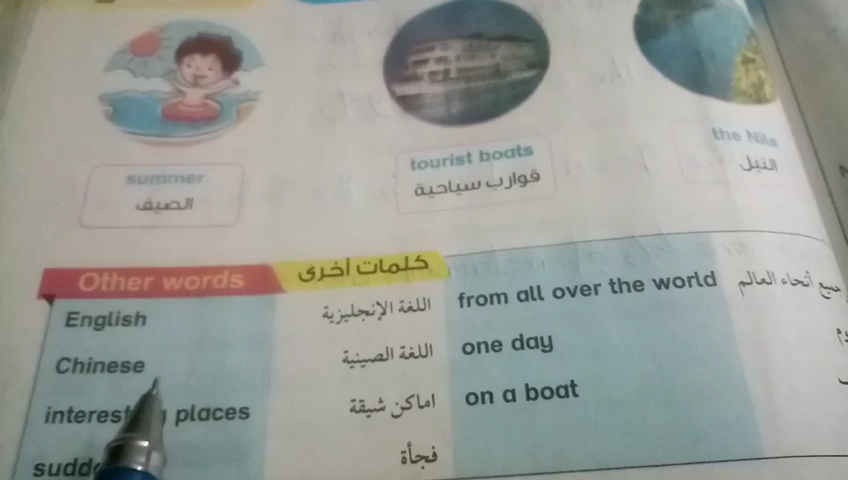 summer
الصيف
tourist boats
قوارب سياحية
the Nile
النيل
Other words كلمات أخرى
English اللغة الإنجليزية from all over the world أنحاء العالم
Chinese اللغة الصينية one day
places اماكن شيقة on a boat
فجأة